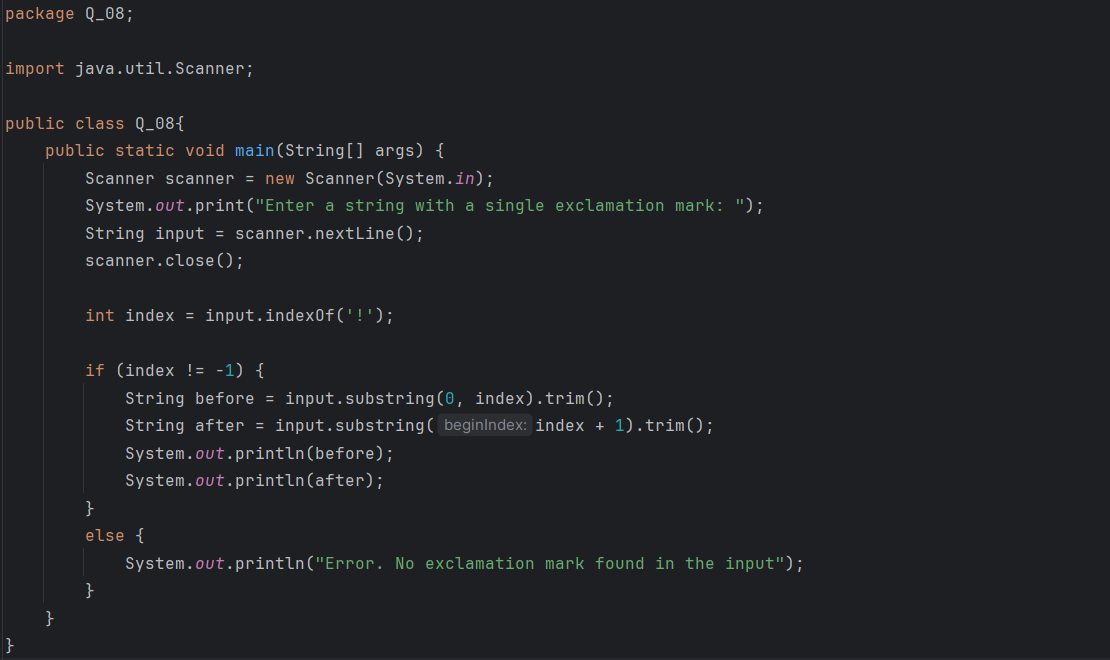 package Q_08;
import java.util.Scanner;
public class Q_08{
    public static void main(String[] args) {
        Scanner scanner = new Scanner(System.in);
        System.out.print("Enter a string with a single exclamation mark: ");
        String input = scanner.nextLine();
        scanner.close();
        int index = input.indexOf('!');
        if (index != -1) {
            String before = input.substring(0, index).trim();
            String after = input.substring( beginIndex: index + 1).trim();
            System.out.println(before);
            System.out.println(after);
        }
        else {
            System.out.println("Error. No exclamation mark found in the input");
        }
    }
}